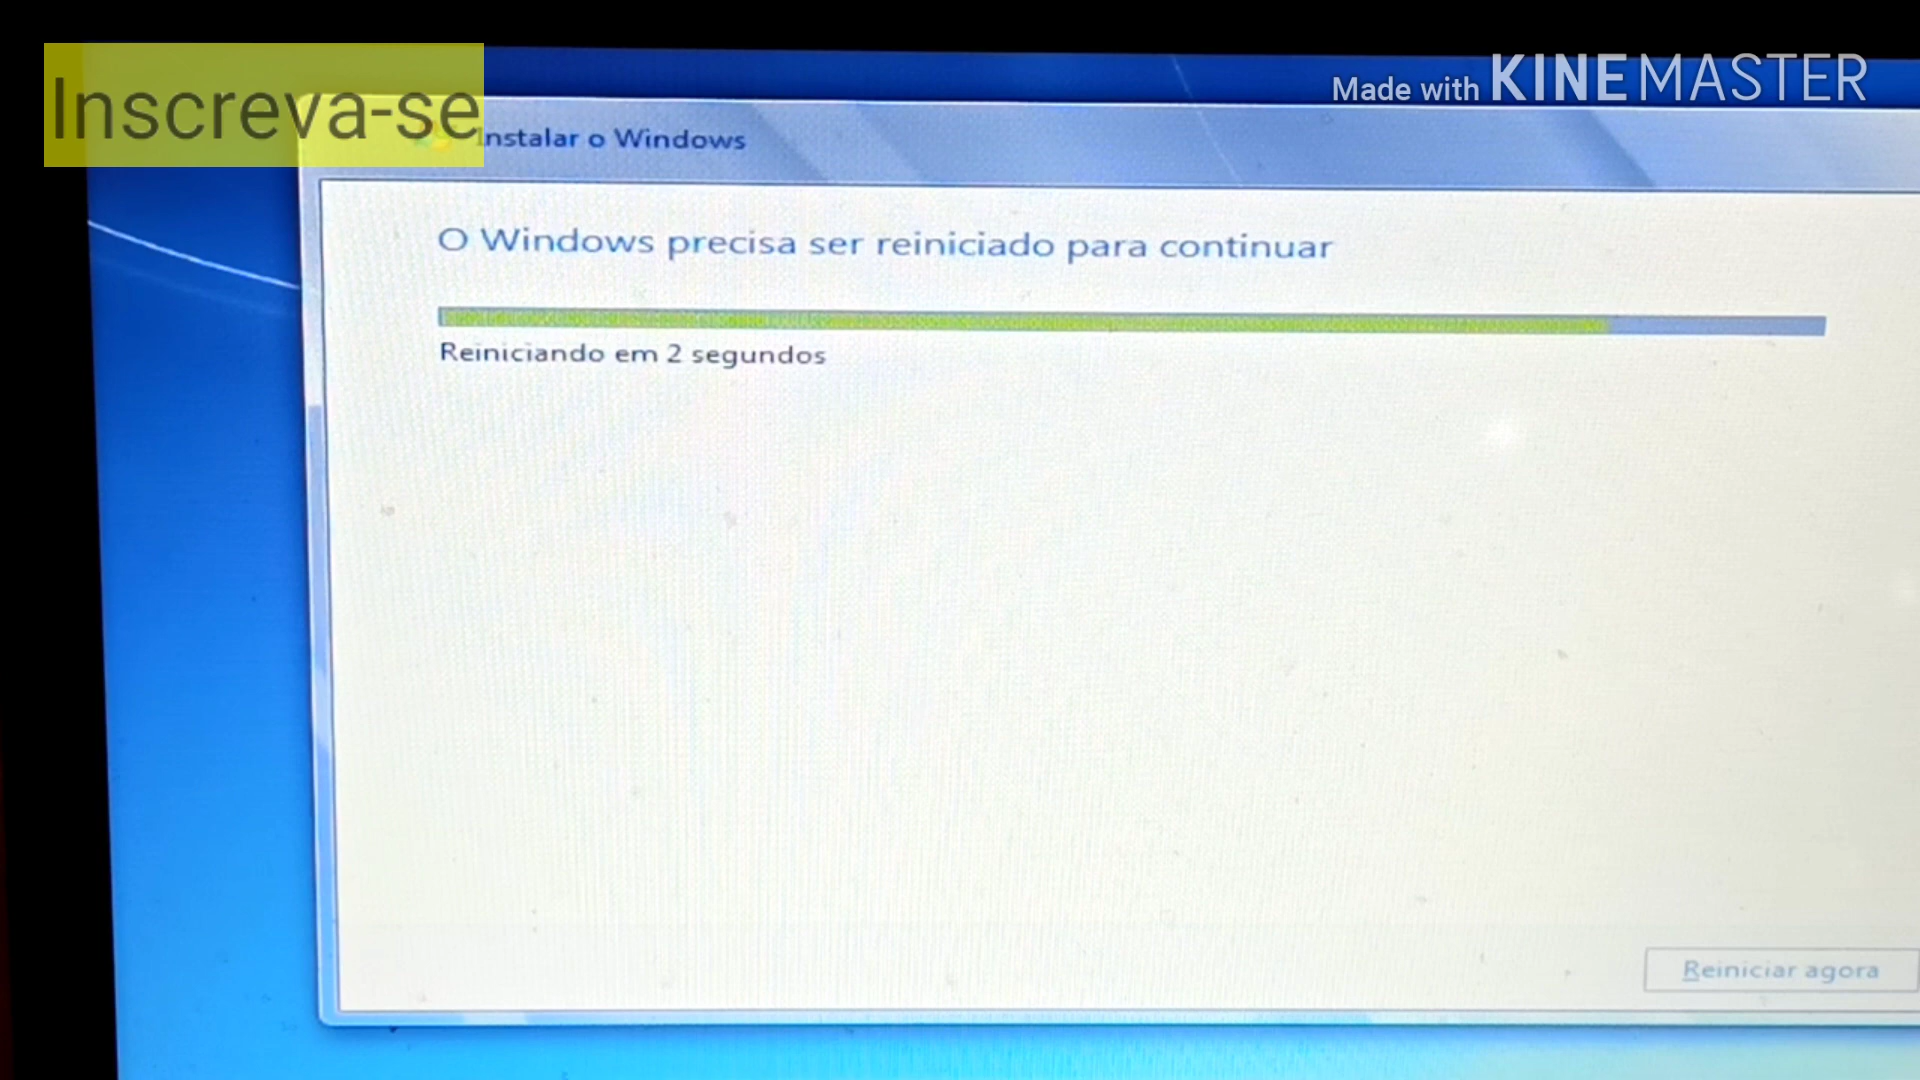 Inscreva-se
Made with KINEMASTER
Instalar o Windows
O Windows precisa ser reiniciado para continuar
Reiniciando em 2 segundos
Reiniciar agora